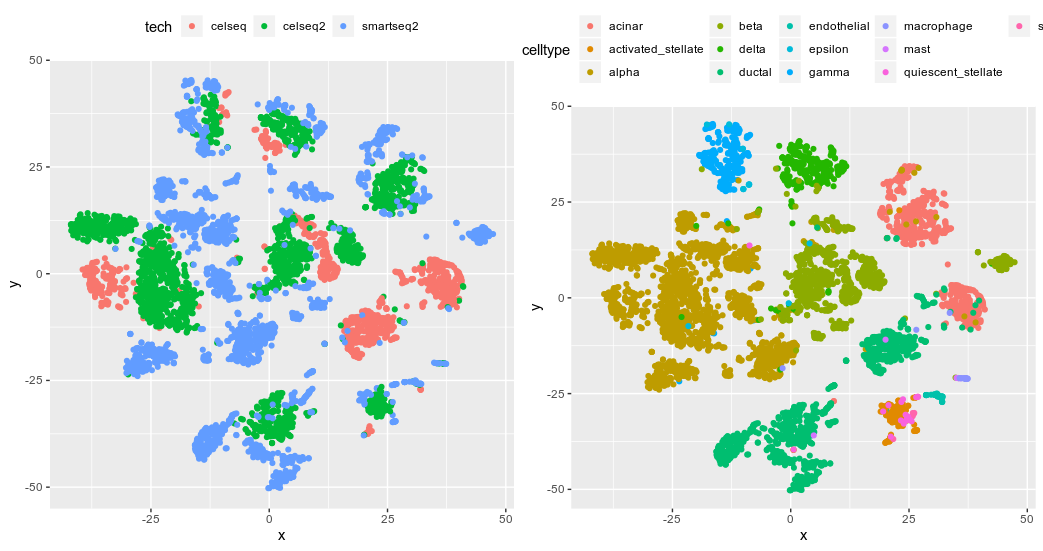 tech celseq celseq2 smartseq2
50
25
0
-25
-50
y
-25 0 25 50
x
celltype
acinar beta endothelial macrophage s
activated_stellate delta epsilon mast
alpha ductal gamma quiescent_stellate
50
25
0
-25
-50
y
-25 0 25 50
x